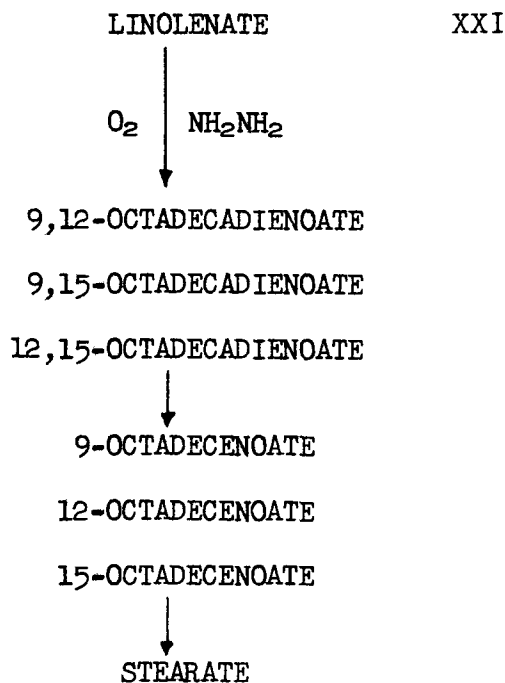 LINOLENATE XXI
O₂ NH₂NH₂
9,12-OCTADECADIENOATE
9,15-OCTADECADIENOATE
12,15-OCTADECADIENOATE
9-OCTADECENOATE
12-OCTADECENOATE
15-OCTADECENOATE
STEARATE